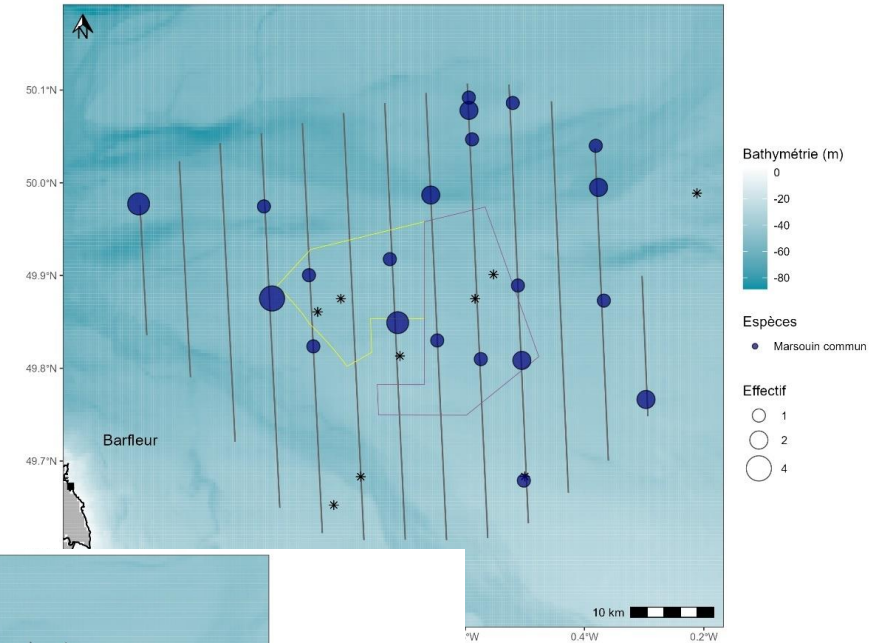 N
50.1°N
50.0°N
49.9°N
49.8°N
49.7°N
Barfleur
10 km
°W
0.4°W
0.2°W
Bathymétrie (m)
0
-20
-40
-60
-80
Espèces
Marsouin commun
Effectif
1
2
4